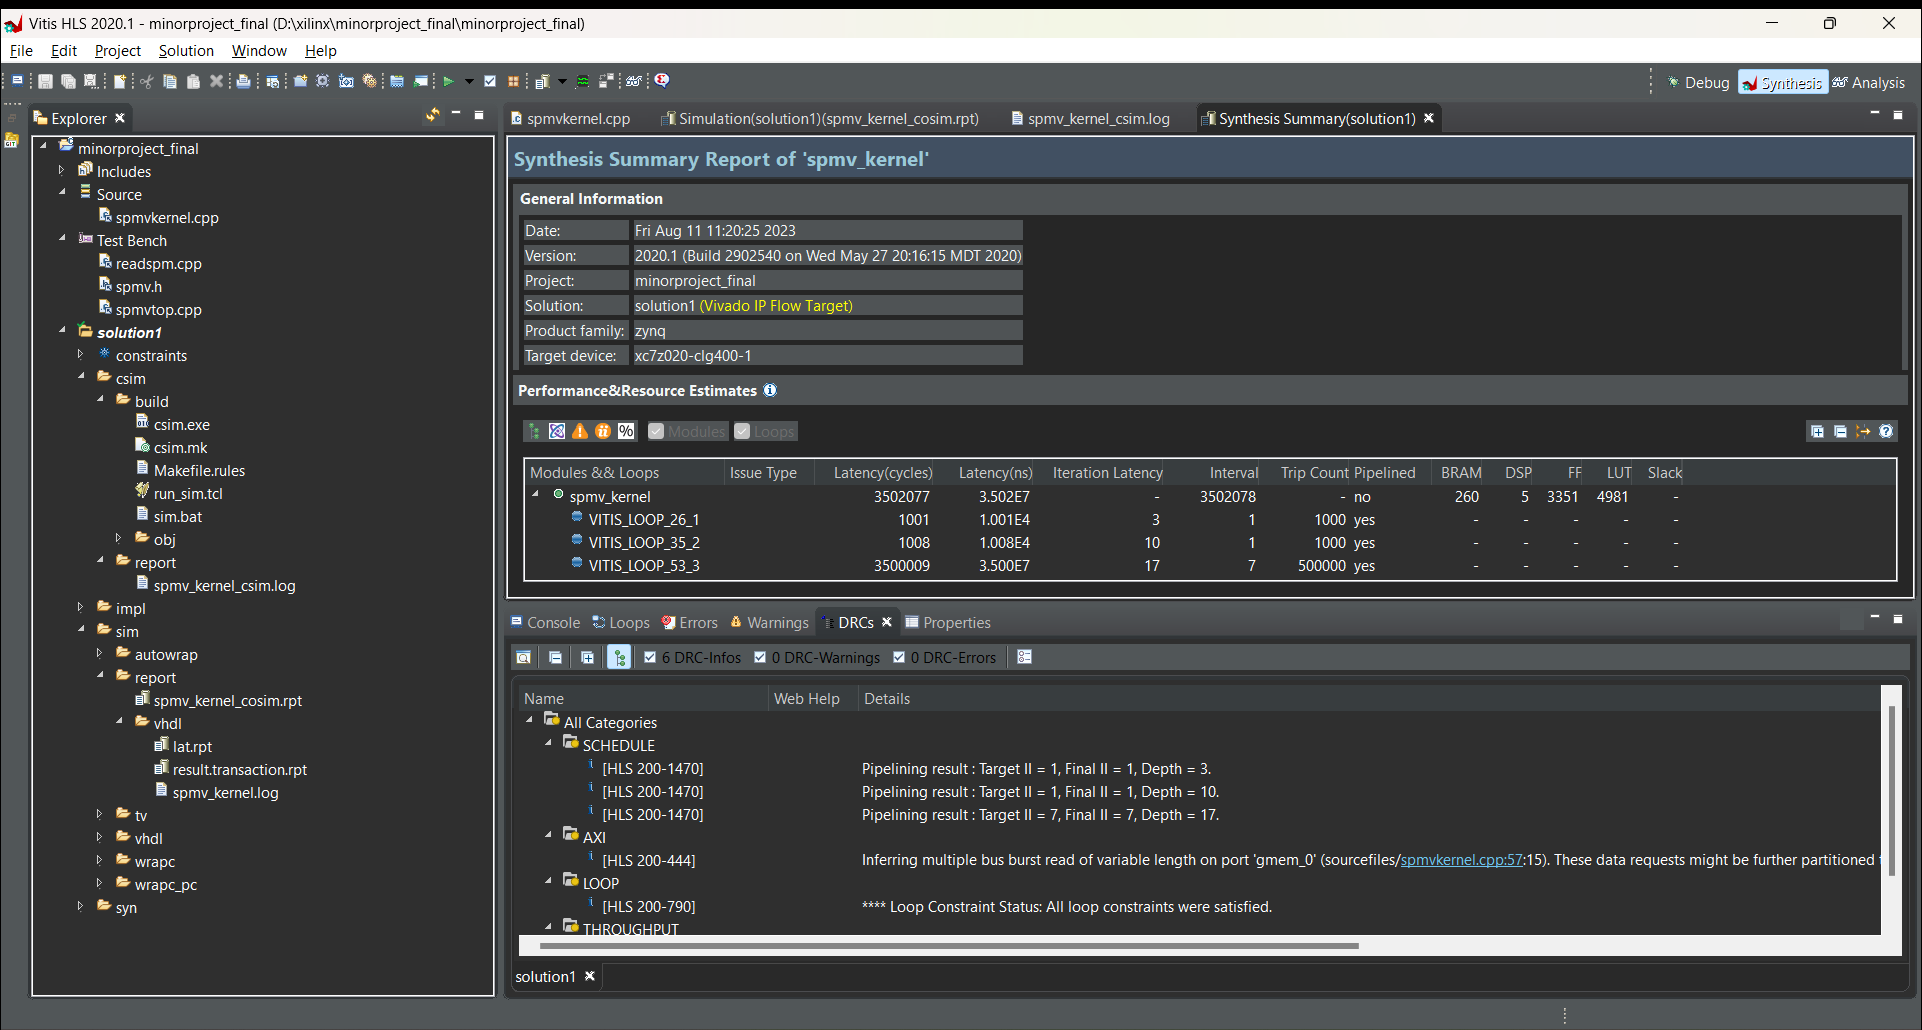 Vitis HLS 2020.1 - minorproject_final (D:\xilinx\minorproject_final\minorproject_final)
File Edit Project Solution Window Help
Debug Synthesis Analysis
Explorer
minorproject_final
Includes
Source
spmvkernel.cpp
Test Bench
readspm.cpp
spmv.h
spmvtop.cpp
solution1
constraints
csim
build
csim.exe
csim.mk
Makefile.rules
run_sim.tcl
sim.bat
obj
report
spmv_kernel_csim.log
impl
sim
autowrap
report
spmv_kernel_cosim.rpt
vhdl
lat.rpt
result.transaction.rpt
spmv_kernel.log
tv
vhdl
wrapc
wrapc_pc
syn
spmvkernel.cpp Simulation(solution1)(spmv_kernel_cosim.rpt) spmv_kernel_csim.log Synthesis Summary(solution1)
Synthesis Summary Report of 'spmv_kernel'
General Information
Date: Fri Aug 11 11:20:25 2023
Version: 2020.1 (Build 2902540 on Wed May 27 20:16:15 MDT 2020)
Project: minorproject_final
Solution: solution1 (Vivado IP Flow Target)
Product family: zynq
Target device: xc7z020-clg400-1
Performance&Resource Estimates
% Modules Loops
Modules && Loops Issue Type Latency(cycles) Latency(ns) Iteration Latency Interval Trip Count Pipelined BRAM DSP FF LUT Slack
spmv_kernel 3502077 3.502E7 - 3502078 - no 260 5 3351 4981 -
VITIS_LOOP_26_1 1001 1.001E4 3 1 1000 yes - - - - -
VITIS_LOOP_35_2 1008 1.008E4 10 1 1000 yes - - - - -
VITIS_LOOP_53_3 3500009 3.500E7 17 7 500000 yes - - - - -
Console Loops Errors Warnings DRCs Properties
6 DRC-Infos 0 DRC-Warnings 0 DRC-Errors
Name Web Help Details
All Categories
SCHEDULE
[HLS 200-1470] Pipelining result : Target II = 1, Final II = 1, Depth = 3.
[HLS 200-1470] Pipelining result : Target II = 1, Final II = 1, Depth = 10.
[HLS 200-1470] Pipelining result : Target II = 7, Final II = 7, Depth = 17.
AXI
[HLS 200-444] Inferring multiple bus burst read of variable length on port 'gmem_0' (sourcefiles/spmvkernel.cpp:57:15). These data requests might be further partitioned
LOOP
[HLS 200-790] **** Loop Constraint Status: All loop constraints were satisfied.
THROUGHPUT
solution1